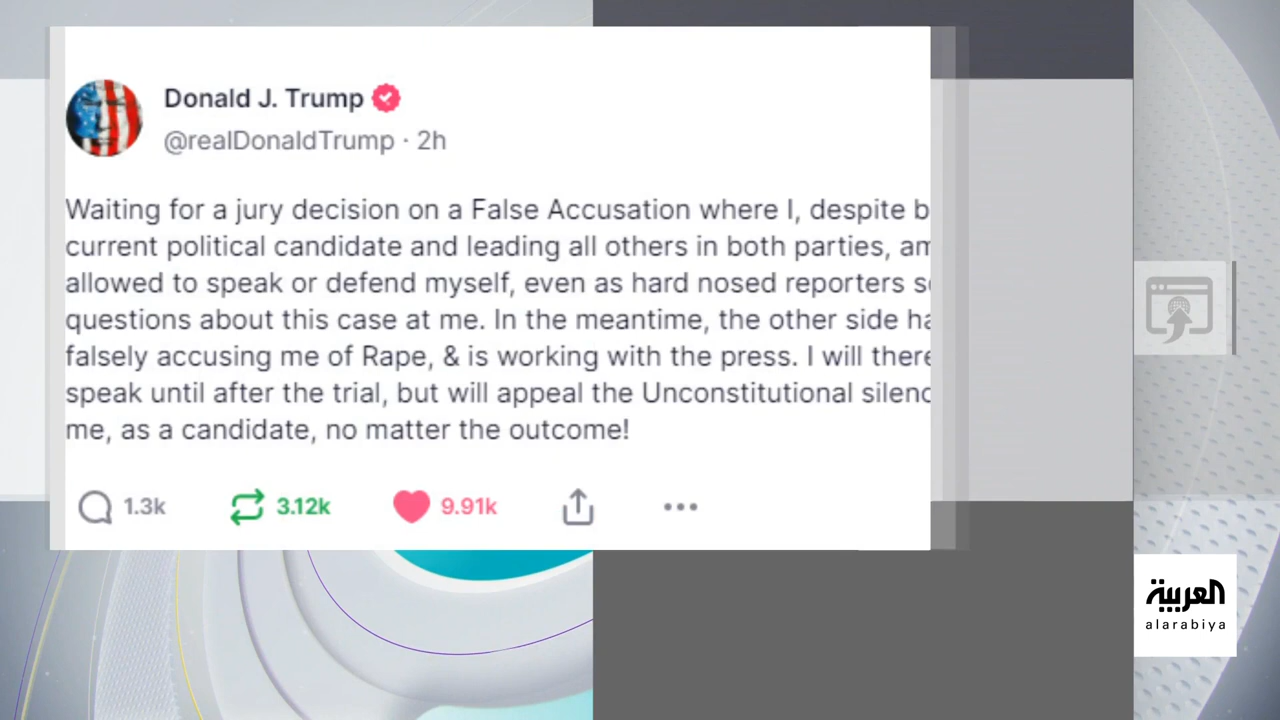 Donald J. Trump
@realDonaldTrump · 2h
Waiting for a jury decision on a False Accusation where I, despite b
current political candidate and leading all others in both parties, am
allowed to speak or defend myself, even as hard nosed reporters s
questions about this case at me. In the meantime, the other side ha
falsely accusing me of Rape, & is working with the press. I will there
speak until after the trial, but will appeal the Unconstitutional silenc
me, as a candidate, no matter the outcome!
1.3k 3.12k 9.91k
العربية
alarabiya